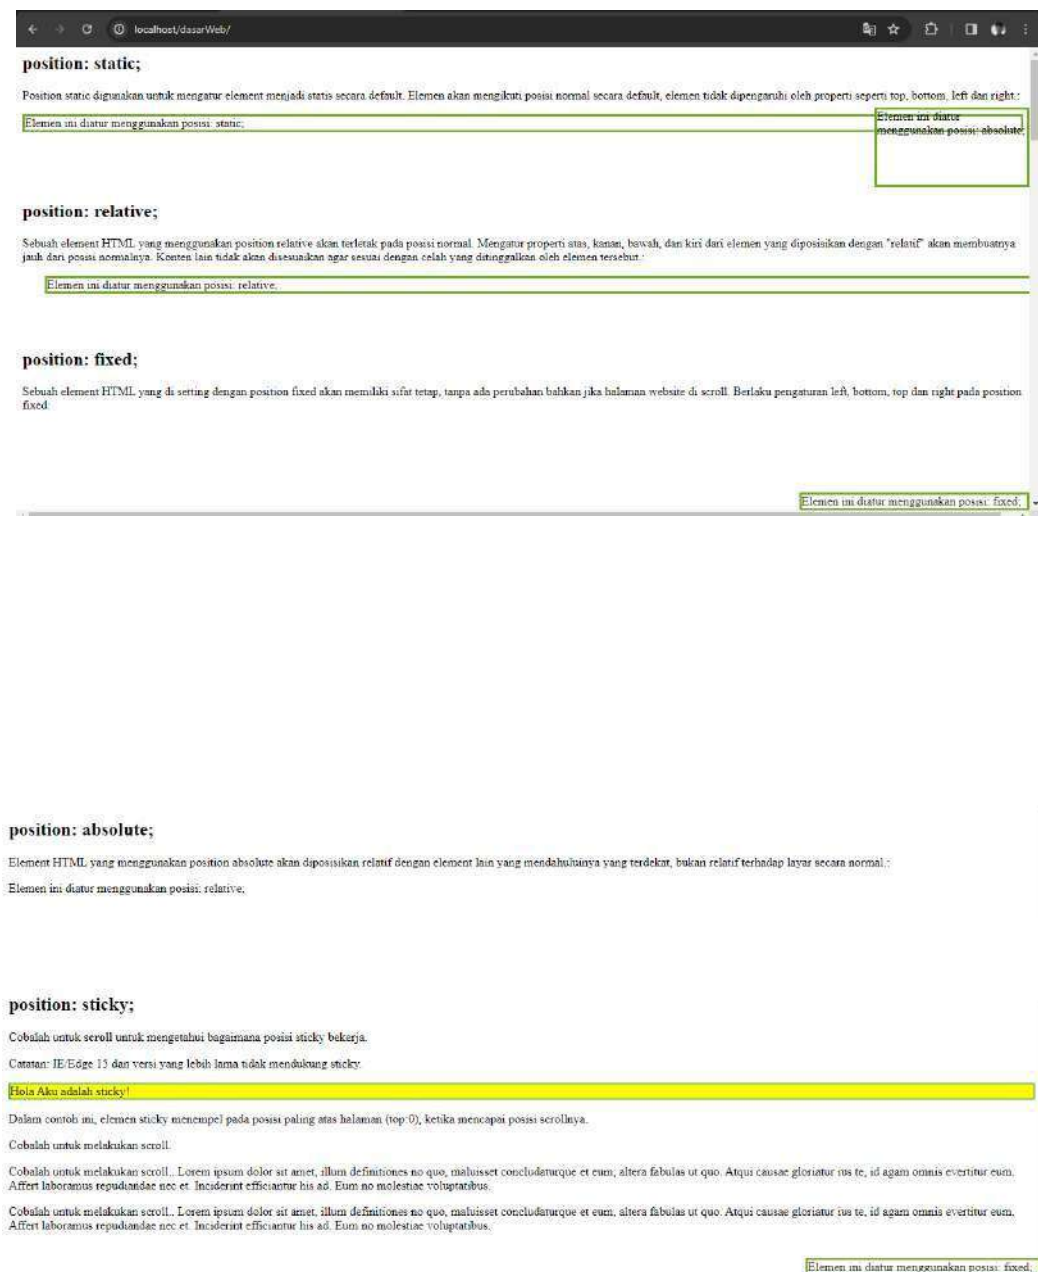 localhost/dasarWeb/
position: static;
Position static digunakan untuk mengatur element menjadi statis secara default. Elemen akan mengikuti posisi normal secara default, elemen tidak dipengaruhi oleh properti seperti top, bottom, left dan right.:
Elemen ini diatur menggunakan posisi: static;
Elemen ini diatur
menggunakan posisi: absolute;
position: relative;
Sebuah element HTML yang menggunakan position relative akan terletak pada posisi normal. Mengatur properti atas, kanan, bawah, dan kiri dari elemen yang diposisikan dengan "relatif" akan membuatnya
jauh dari posisi normalnya. Konten lain tidak akan disesuaikan agar sesuai dengan celah yang ditinggalkan oleh elemen tersebut.:
Elemen ini diatur menggunakan posisi: relative;
position: fixed;
Sebuah element HTML yang di setting dengan position fixed akan memiliki sifat tetap, tanpa ada perubahan bahkan jika halaman website di scroll. Berlaku pengaturan left, bottom, top dan right pada position
fixed:
Elemen ini diatur menggunakan posisi: fixed;
position: absolute;
Element HTML yang menggunakan position absolute akan diposisikan relatif dengan element lain yang mendahuluinya yang terdekat, bukan relatif terhadap layar secara normal.:
Elemen ini diatur menggunakan posisi: relative;
position: sticky;
Cobalah untuk scroll untuk mengetahui bagaimana posisi sticky bekerja.
Catatan: IE/Edge 15 dan versi yang lebih lama tidak mendukung sticky.
Hola Aku adalah sticky!
Dalam contoh ini, elemen sticky menempel pada posisi paling atas halaman (top:0), ketika mencapai posisi scrollnya.
Cobalah untuk melakukan scroll.
Cobalah untuk melakukan scroll.. Lorem ipsum dolor sit amet, illum definitiones no quo, maluisset concludaturque et eum, altera fabulas ut quo. Atqui causae gloriatur ius te, id agam omnis evertitur eum.
Affert laboramus repudiandae nec et. Inciderint efficiantur his ad. Eum no molestiae voluptatibus.
Cobalah untuk melakukan scroll.. Lorem ipsum dolor sit amet, illum definitiones no quo, maluisset concludaturque et eum, altera fabulas ut quo. Atqui causae gloriatur ius te, id agam omnis evertitur eum.
Affert laboramus repudiandae nec et. Inciderint efficiantur his ad. Eum no molestiae voluptatibus.
Elemen ini diatur menggunakan posisi: fixed;